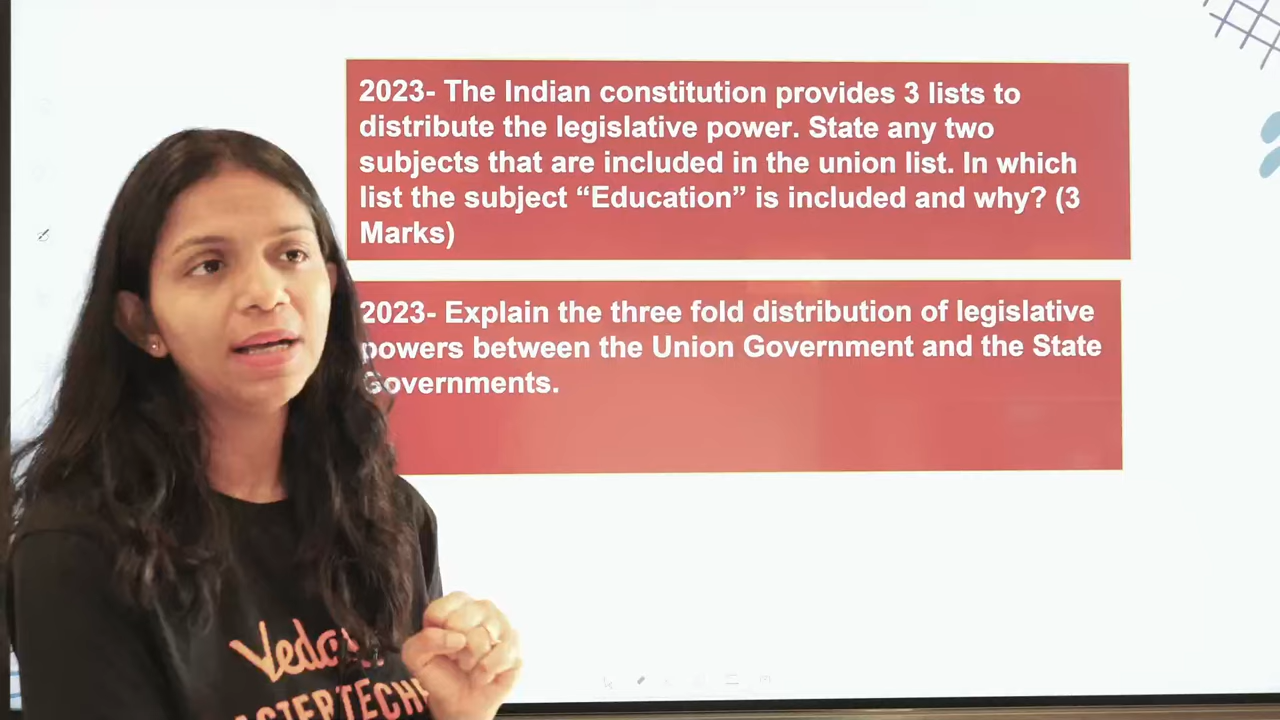 2023- The Indian constitution provides 3 lists to
distribute the legislative power. State any two
subjects that are included in the union list. In which
list the subject “Education” is included and why? (3
Marks)
2023- Explain the three fold distribution of legislative
powers between the Union Government and the State
Governments.